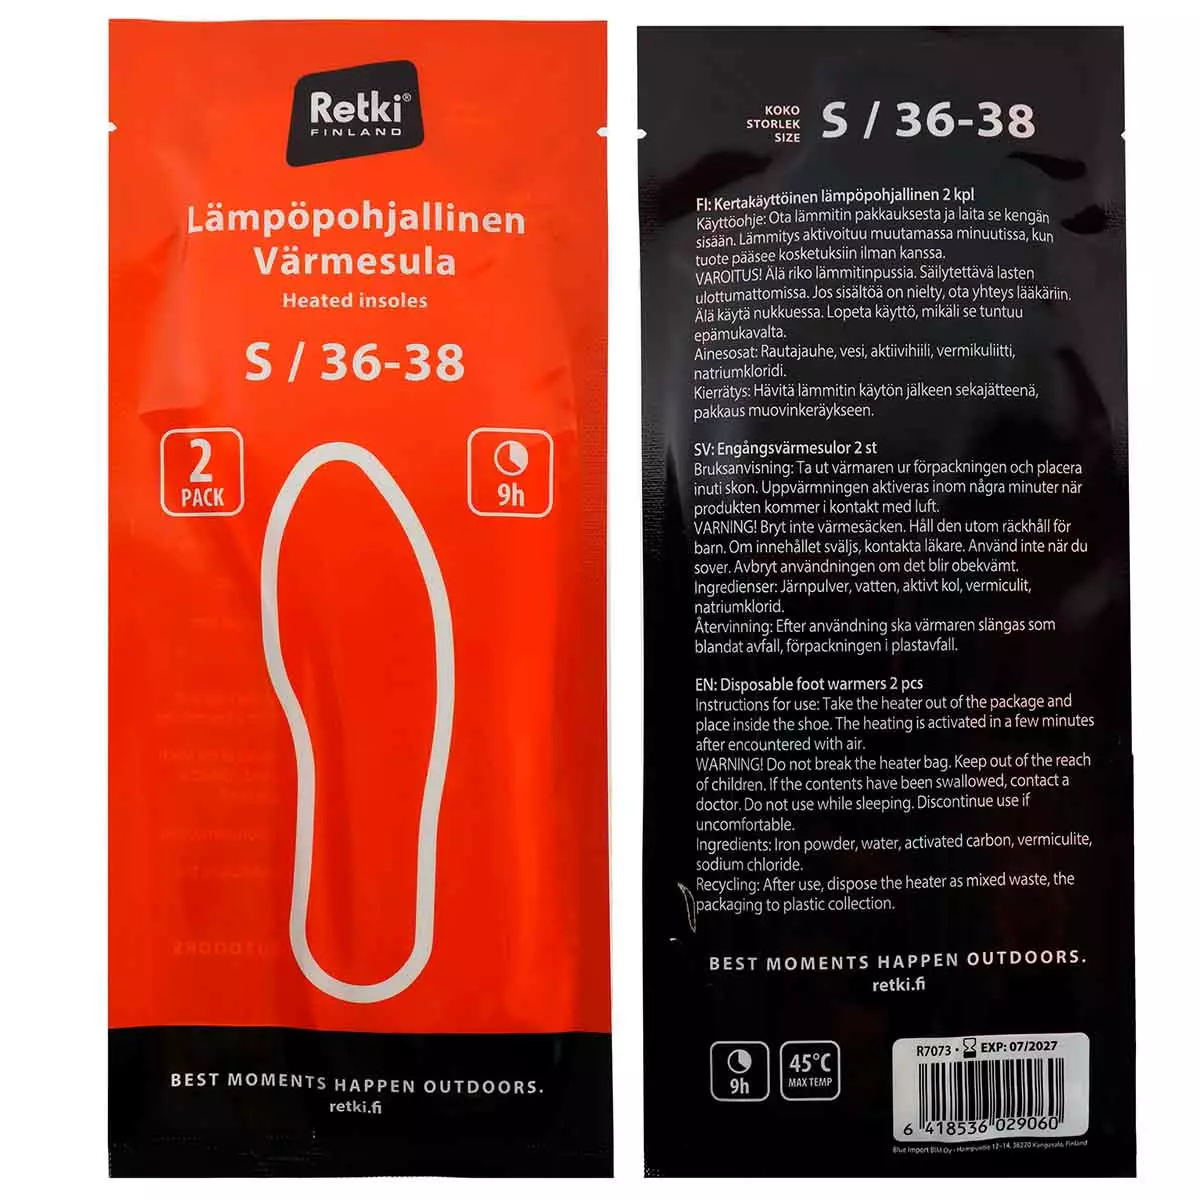 Retki®
FINLAND
Lämpöpohjallinen
Värmesula
Heated insoles
S / 36-38
2
PACK
9h
BEST MOMENTS HAPPEN OUTDOORS.
retki.fi
KOKO
STORLEK
SIZE
S / 36-38
FI: Kertakäyttöinen lämpöpohjallinen 2 kpl
Käyttöohje: Ota lämmitin pakkauksesta ja laita se kengän
sisään. Lämmitys aktivoituu muutamassa minuutissa, kun
tuote pääsee kosketuksiin ilman kanssa.
VAROITUS! Älä riko lämmitinpussia. Säilytettävä lasten
ulottumattomissa. Jos sisältöä on nielty, ota yhteys lääkäriin.
Älä käytä nukkuessa. Lopeta käyttö, mikäli se tuntuu
epämukavalta.
Ainesosat: Rautajauhe, vesi, aktiivihiili, vermikuliitti,
natriumkloridi.
Kierrätys: Hävitä lämmitin käytön jälkeen sekajätteenä,
pakkaus muovinkeräykseen.
SV: Engångsvärmesulor 2 st
Bruksanvisning: Ta ut värmaren ur förpackningen och placera
inuti skon. Uppvärmningen aktiveras inom några minuter när
produkten kommer i kontakt med luft.
VARNING! Bryt inte värmesäcken. Håll den utom räckhåll för
barn. Om innehållet sväljs, kontakta läkare. Använd inte när du
sover. Avbryt användningen om det blir obekvämt.
Ingredienser: Järnpulver, vatten, aktivt kol, vermiculit,
natriumklorid.
Återvinning: Efter användning ska värmaren slängas som
blandat avfall, förpackningen i plastavfall.
EN: Disposable foot warmers 2 pcs
Instructions for use: Take the heater out of the package and
place inside the shoe. The heating is activated in a few minutes
after encountered with air.
WARNING! Do not break the heater bag. Keep out of the reach
of children. If the contents have been swallowed, contact a
doctor. Do not use while sleeping. Discontinue use if
uncomfortable.
Ingredients: Iron powder, water, activated carbon, vermiculite,
sodium chloride.
Recycling: After use, dispose the heater as mixed waste, the
packaging to plastic collection.
BEST MOMENTS HAPPEN OUTDOORS.
retki.fi
9h
45°C
MAX TEMP
R7073 • EXP: 07/2027
6 418536 029060
Blue Import BIM Oy - Hampuntie 12-14, 36220 Kangasala, Finland